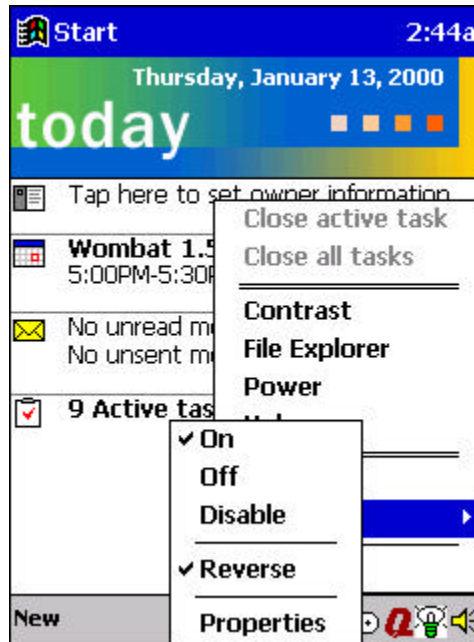 Start 2:44a
Thursday, January 13, 2000
today
Tap here to set owner information
Close active task
Close all tasks
Wombat 1.5
5:00PM-5:30P
Contrast
No unread m
File Explorer
No unsent m
Power
9 Active tas
On
Off
Disable
Reverse
New
Properties